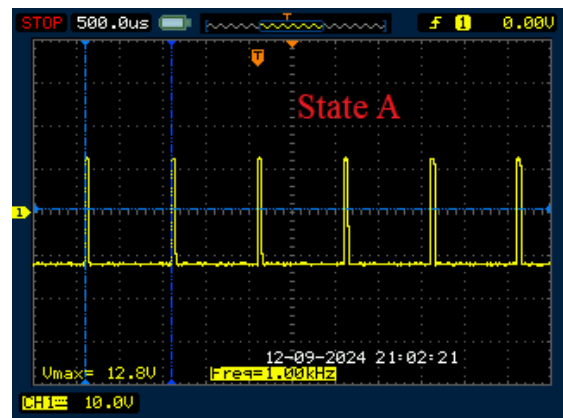 STOP 500.0us T f 1 0.00V
T
State A
1
12-09-2024 21:02:21
Vmax= 12.8V Freq=1.00kHz
CH1 10.0V